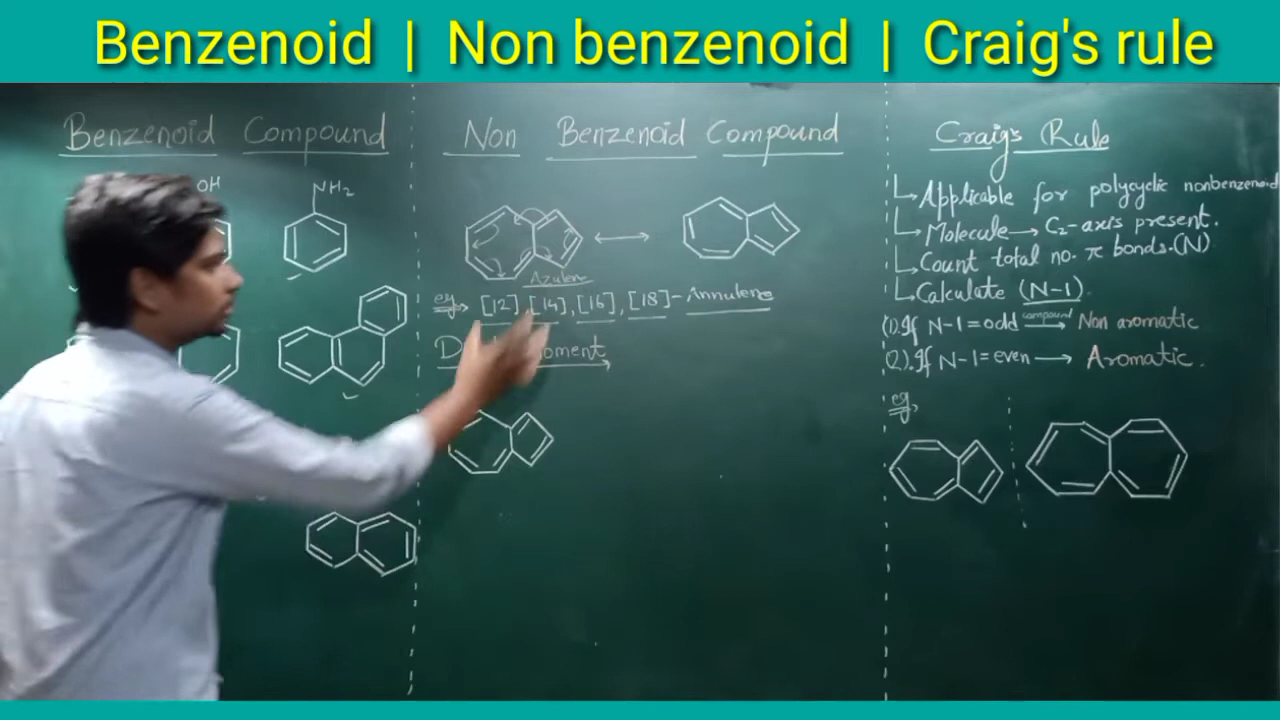 Benzenoid | Non benzenoid | Craig's rule
Benzenoid Compound
OH
NH2
Non Benzenoid Compound
Azulene
eg. [12], [14], [16], [18]-Annulene
Craig's Rule
Applicable for polycyclic nonbenzenoid
Molecule → C2-axis present.
Count total no. π bonds.(N)
Calculate (N-1).
(1).If N-1=odd compound→ Non aromatic
(2).If N-1=even → Aromatic.
eg.